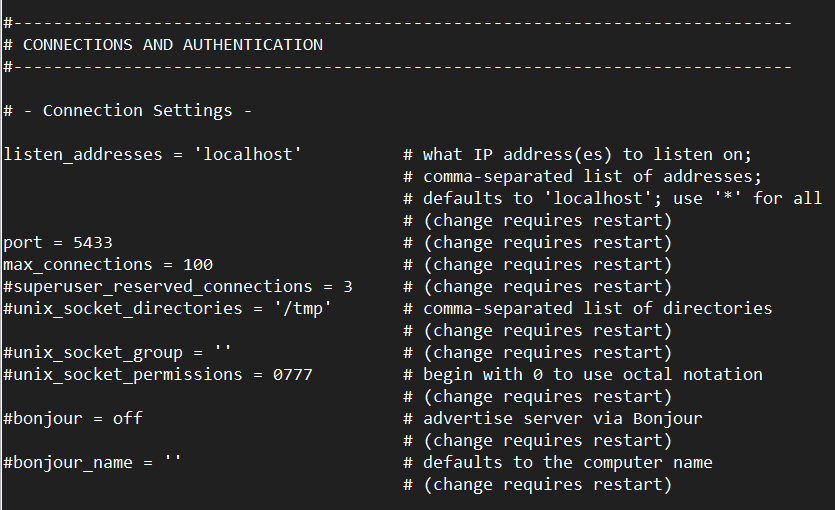 #------------------------------------------------------------------------------
# CONNECTIONS AND AUTHENTICATION
#------------------------------------------------------------------------------
# - Connection Settings -
listen_addresses = 'localhost'          # what IP address(es) to listen on;
                                        # comma-separated list of addresses;
                                        # defaults to 'localhost'; use '*' for all
                                        # (change requires restart)
port = 5433                             # (change requires restart)
max_connections = 100                   # (change requires restart)
#superuser_reserved_connections = 3     # (change requires restart)
#unix_socket_directories = '/tmp'       # comma-separated list of directories
                                        # (change requires restart)
#unix_socket_group = ''                 # (change requires restart)
#unix_socket_permissions = 0777         # begin with 0 to use octal notation
                                        # (change requires restart)
#bonjour = off                          # advertise server via Bonjour
                                        # (change requires restart)
#bonjour_name = ''                      # defaults to the computer name
                                        # (change requires restart)